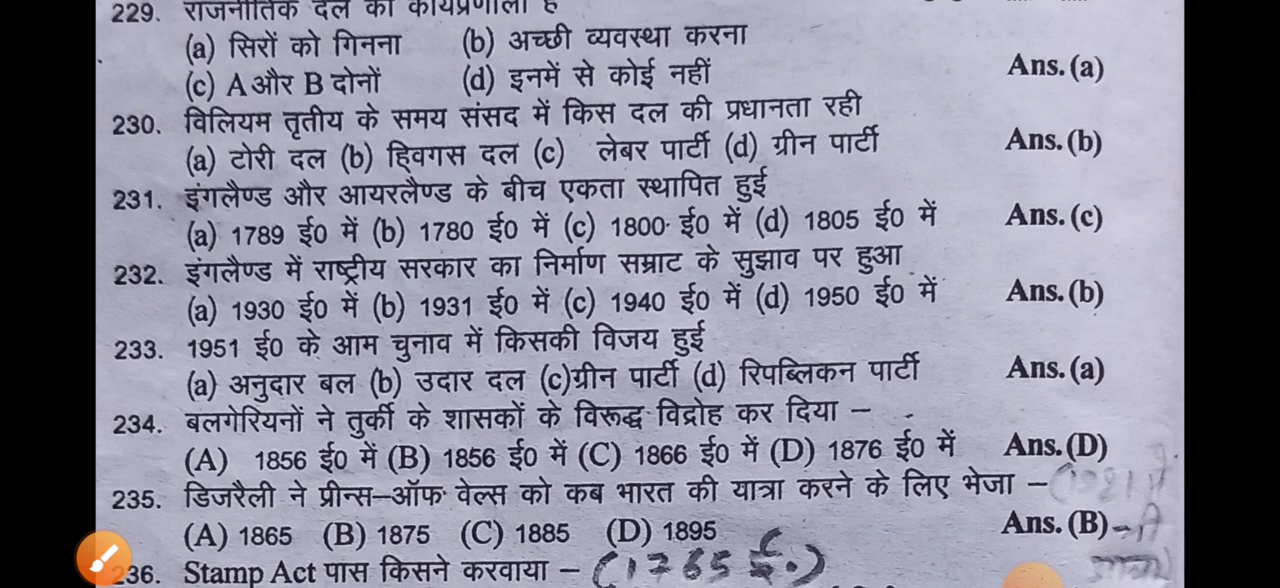 229. राजनीतिक दल की कार्यप्रणाली है
(a) सिरों को गिनना (b) अच्छी व्यवस्था करना
(c) A और B दोनों (d) इनमें से कोई नहीं Ans. (a)
230. विलियम तृतीय के समय संसद में किस दल की प्रधानता रही
(a) टोरी दल (b) ह्विगस दल (c) लेबर पार्टी (d) ग्रीन पार्टी Ans. (b)
231. इंगलैण्ड और आयरलैण्ड के बीच एकता स्थापित हुई
(a) 1789 ई0 में (b) 1780 ई0 में (c) 1800 ई0 में (d) 1805 ई0 में Ans. (c)
232. इंगलैण्ड में राष्ट्रीय सरकार का निर्माण सम्राट के सुझाव पर हुआ
(a) 1930 ई0 में (b) 1931 ई0 में (c) 1940 ई0 में (d) 1950 ई0 में Ans. (b)
233. 1951 ई0 के आम चुनाव में किसकी विजय हुई
(a) अनुदार बल (b) उदार दल (c)ग्रीन पार्टी (d) रिपब्लिकन पार्टी Ans. (a)
234. बलगेरियनों ने तुर्की के शासकों के विरूद्ध विद्रोह कर दिया –
(A) 1856 ई0 में (B) 1856 ई0 में (C) 1866 ई0 में (D) 1876 ई0 में Ans. (D)
235. डिजरैली ने प्रीन्स–ऑफ वेल्स को कब भारत की यात्रा करने के लिए भेजा –
(A) 1865 (B) 1875 (C) 1885 (D) 1895 Ans. (B)
236. Stamp Act पास किसने करवाया – (1765 ई.)